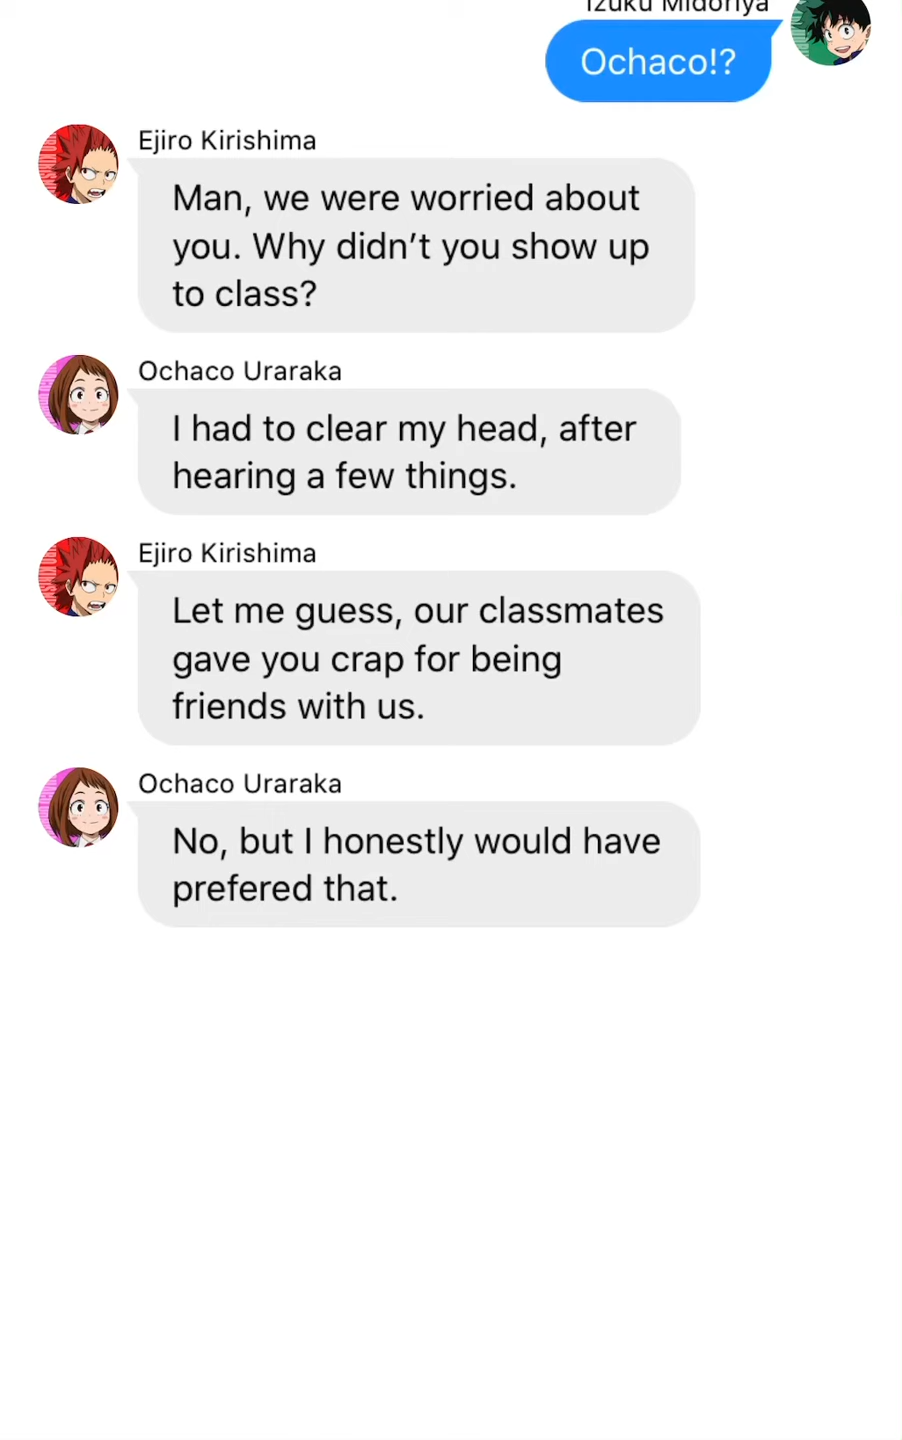 Izuku Midoriya
Ochaco!?
Ejiro Kirishima
Man, we were worried about
you. Why didn’t you show up
to class?
Ochaco Uraraka
I had to clear my head, after
hearing a few things.
Ejiro Kirishima
Let me guess, our classmates
gave you crap for being
friends with us.
Ochaco Uraraka
No, but I honestly would have
prefered that.